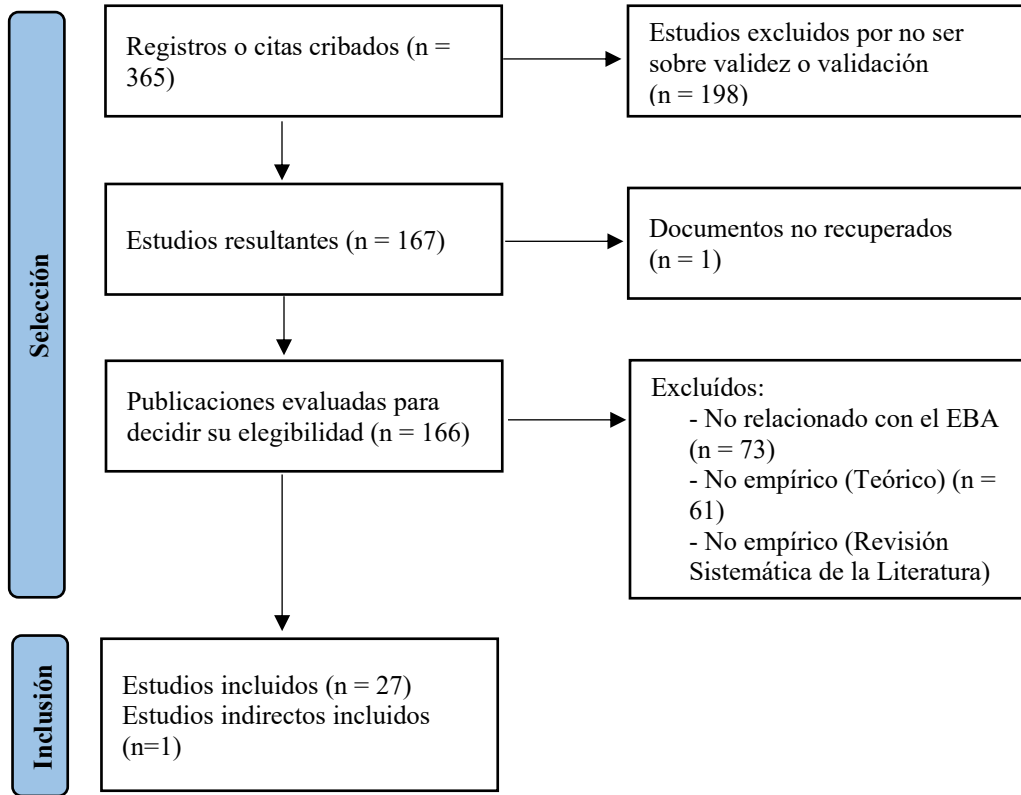 Selección
Registros o citas cribados (n =
365)
Estudios excluidos por no ser
sobre validez o validación
(n = 198)
Estudios resultantes (n = 167)
Documentos no recuperados
(n = 1)
Publicaciones evaluadas para
decidir su elegibilidad (n = 166)
Excluídos:
- No relacionado con el EBA
(n = 73)
- No empírico (Teórico) (n =
61)
- No empírico (Revisión
Sistemática de la Literatura)
Inclusión
Estudios incluidos (n = 27)
Estudios indirectos incluidos
(n=1)